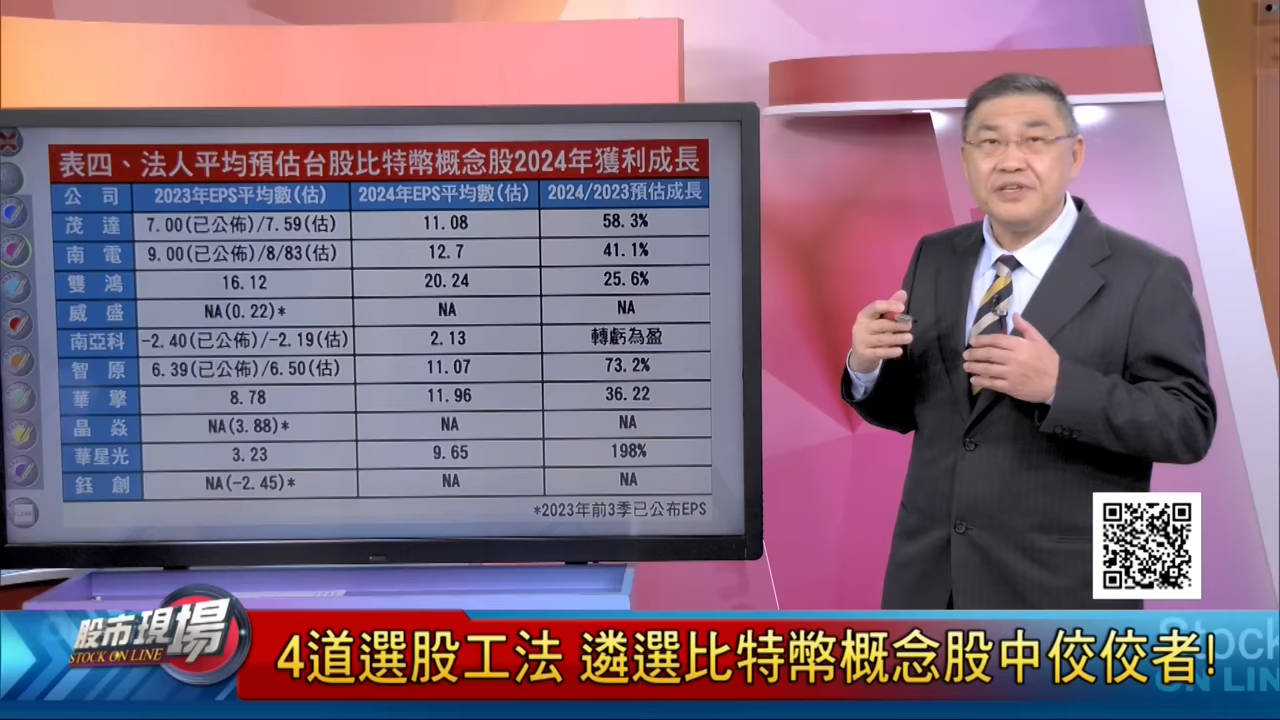 表四、法人平均預估台股比特幣概念股2024年獲利成長
公司 2023年EPS平均數(估) 2024年EPS平均數(估) 2024/2023預估成長
茂達 7.00(已公佈)/7.59(估) 11.08 58.3%
南電 9.00(已公佈)/8/83(估) 12.7 41.1%
雙鴻 16.12 20.24 25.6%
威盛 NA(0.22)* NA NA
南亞科 -2.40(已公佈)/-2.19(估) 2.13 轉虧為盈
智原 6.39(已公佈)/6.50(估) 11.07 73.2%
華擎 8.78 11.96 36.22
晶焱 NA(3.88)* NA NA
華星光 3.23 9.65 198%
鈺創 NA(-2.45)* NA NA
*2023年前3季已公布EPS
股市現場
STOCK ON LINE
4道選股工法 遴選比特幣概念股中佼佼者!
Stock
ON LINE